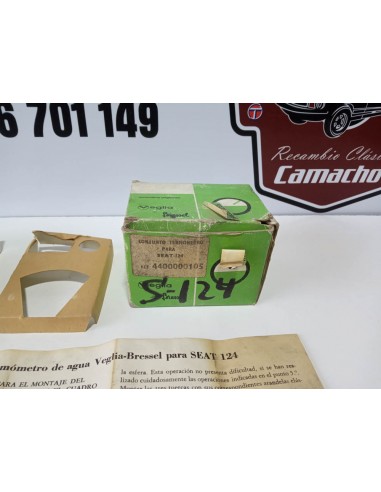 6 701 149
Recambio Clásico
Camacho
Veglia
Bressel
CONJUNTO TERMOMETRO
PARA
SEAT 124
REF. 4400000105
Veglia
Bressel
S-124
mómetro de agua Veglia-Bressel para SEAT 124
ARA EL MONTAJE DEL
la esfera. Esta operación no presenta dificultad, si se han rea-
lizado cuidadosamente las operaciones indicadas en el punto 5.º